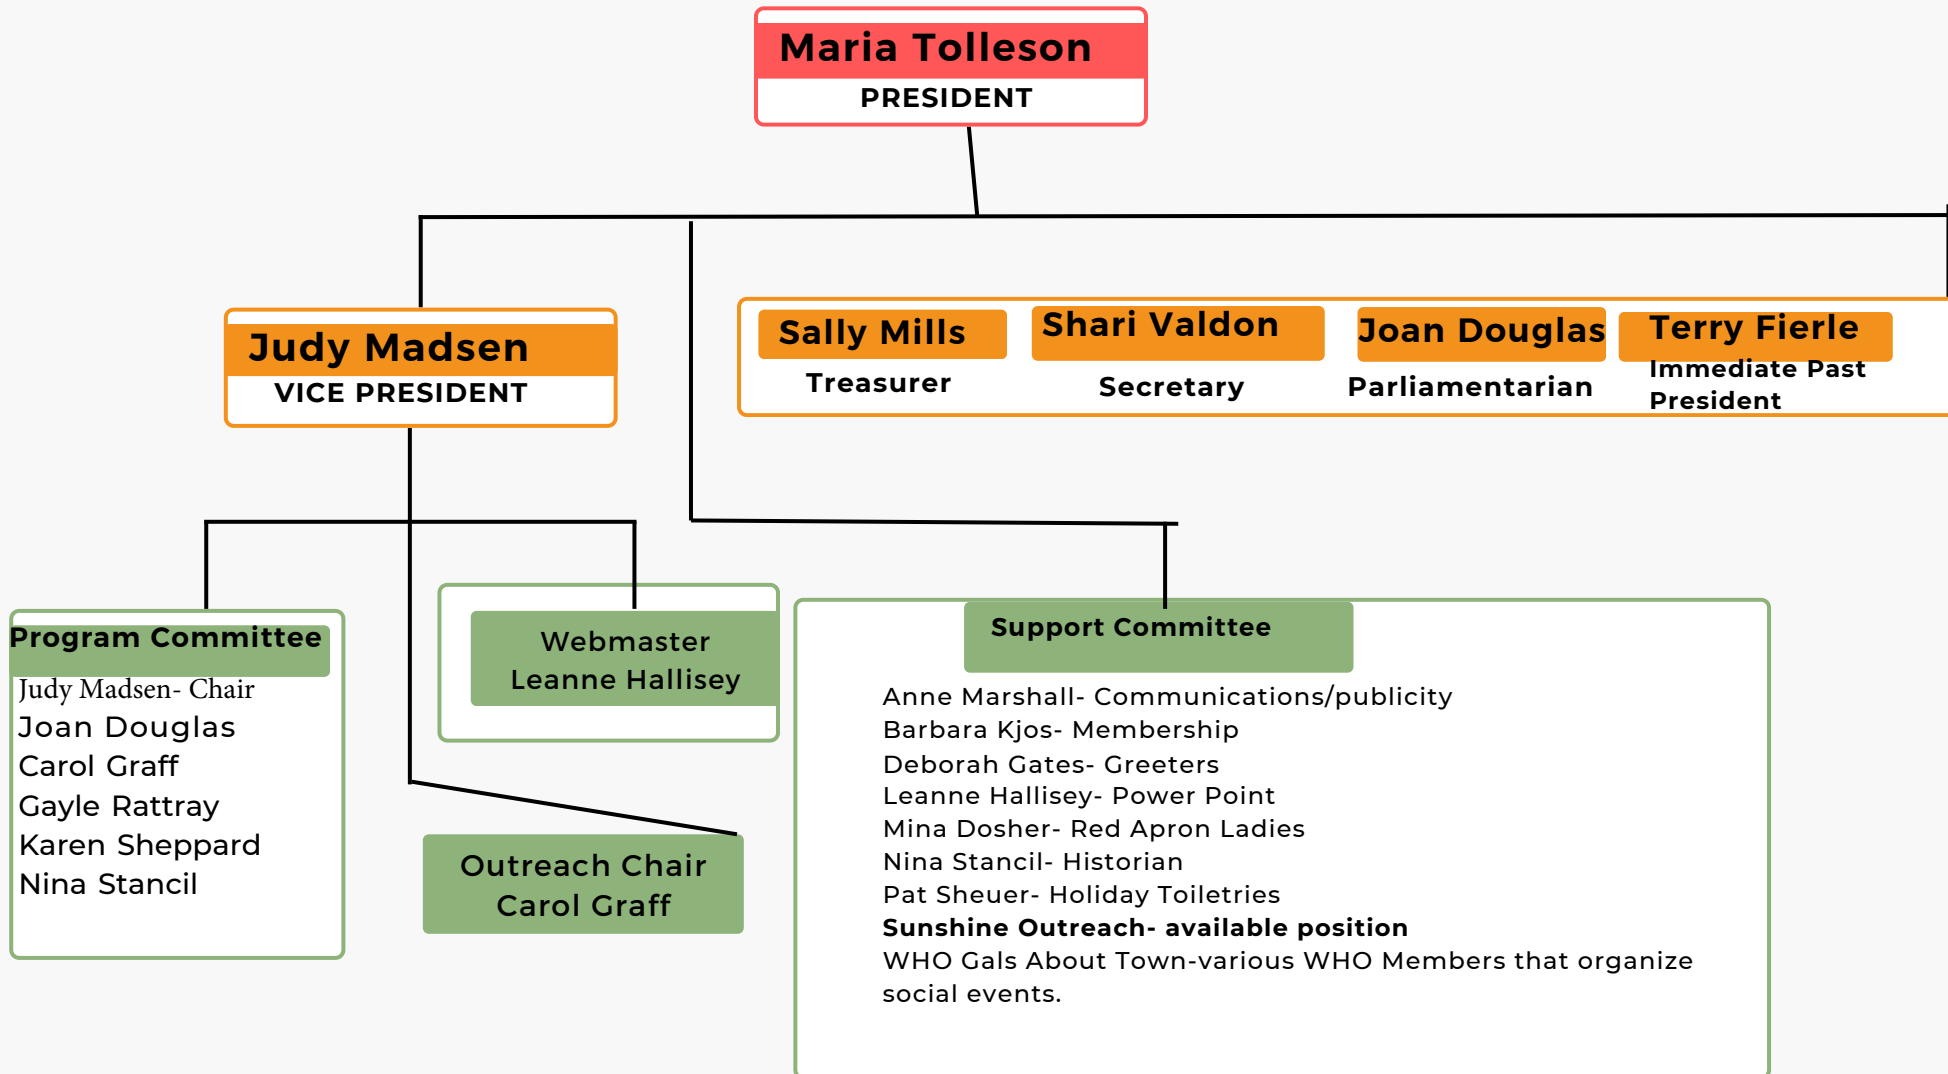 Maria Tolleson
PRESIDENT
Judy Madsen
VICE PRESIDENT
Sally Mills
Treasurer
Shari Valdon
Secretary
Joan Douglas
Parliamentarian
Terry Fierle
Immediate Past
President
Program Committee
Judy Madsen- Chair
Joan Douglas
Carol Graff
Gayle Rattray
Karen Sheppard
Nina Stancil
Webmaster
Leanne Hallisey
Outreach Chair
Carol Graff
Support Committee
Anne Marshall- Communications/publicity
Barbara Kjos- Membership
Deborah Gates- Greeters
Leanne Hallisey- Power Point
Mina Dosher- Red Apron Ladies
Nina Stancil- Historian
Pat Sheuer- Holiday Toiletries
Sunshine Outreach- available position
WHO Gals About Town-various WHO Members that organize
social events.